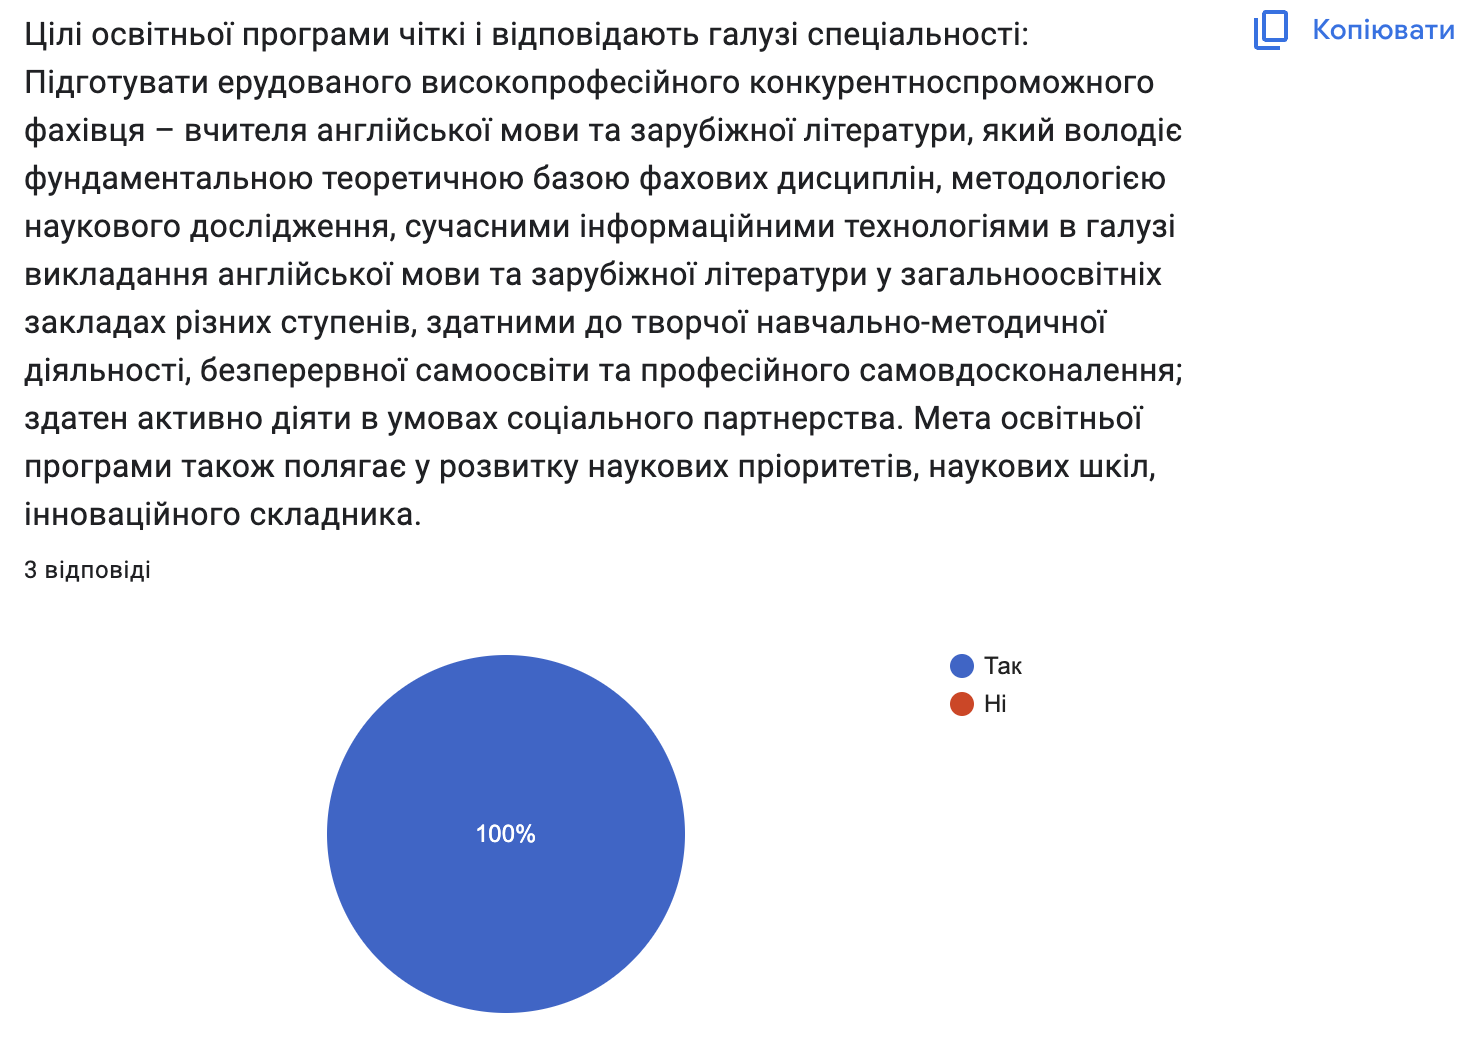 Цілі освітньої програми чіткі і відповідають галузі спеціальності:
Копіювати
Підготувати ерудованого високопрофесійного конкурентноспроможного
фахівця – вчителя англійської мови та зарубіжної літератури, який володіє
фундаментальною теоретичною базою фахових дисциплін, методологією
наукового дослідження, сучасними інформаційними технологіями в галузі
викладання англійської мови та зарубіжної літератури у загальноосвітніх
закладах різних ступенів, здатними до творчої навчально-методичної
діяльності, безперервної самоосвіти та професійного самовдосконалення;
здатен активно діяти в умовах соціального партнерства. Мета освітньої
програми також полягає у розвитку наукових пріоритетів, наукових шкіл,
інноваційного складника.
3 відповіді
Так
Ні
100%